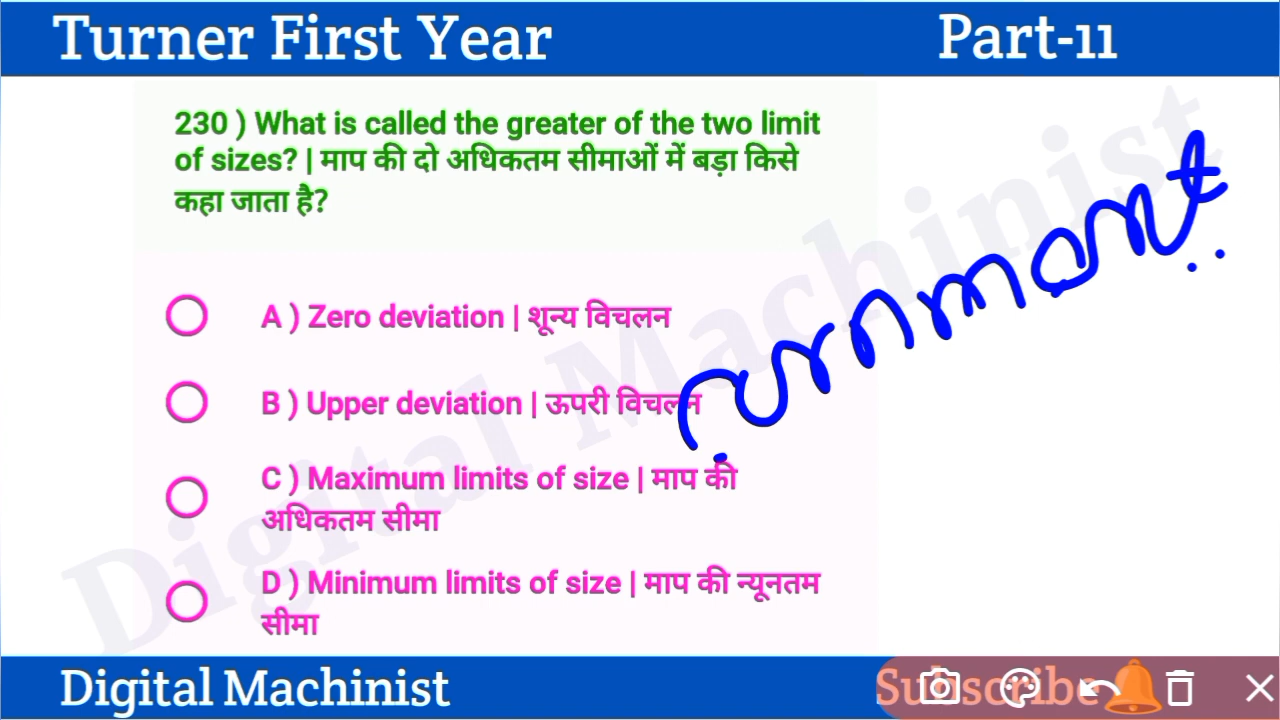 Turner First Year
Part-11
230 ) What is called the greater of the two limit
of sizes? | माप की दो अधिकतम सीमाओं में बड़ा किसे
कहा जाता है?
A ) Zero deviation | शून्य विचलन
B ) Upper deviation | ऊपरी विचलन
C ) Maximum limits of size | माप की
अधिकतम सीमा
D ) Minimum limits of size | माप की न्यूनतम
सीमा
Digital Machinist
Digital Machinist
Subscribe